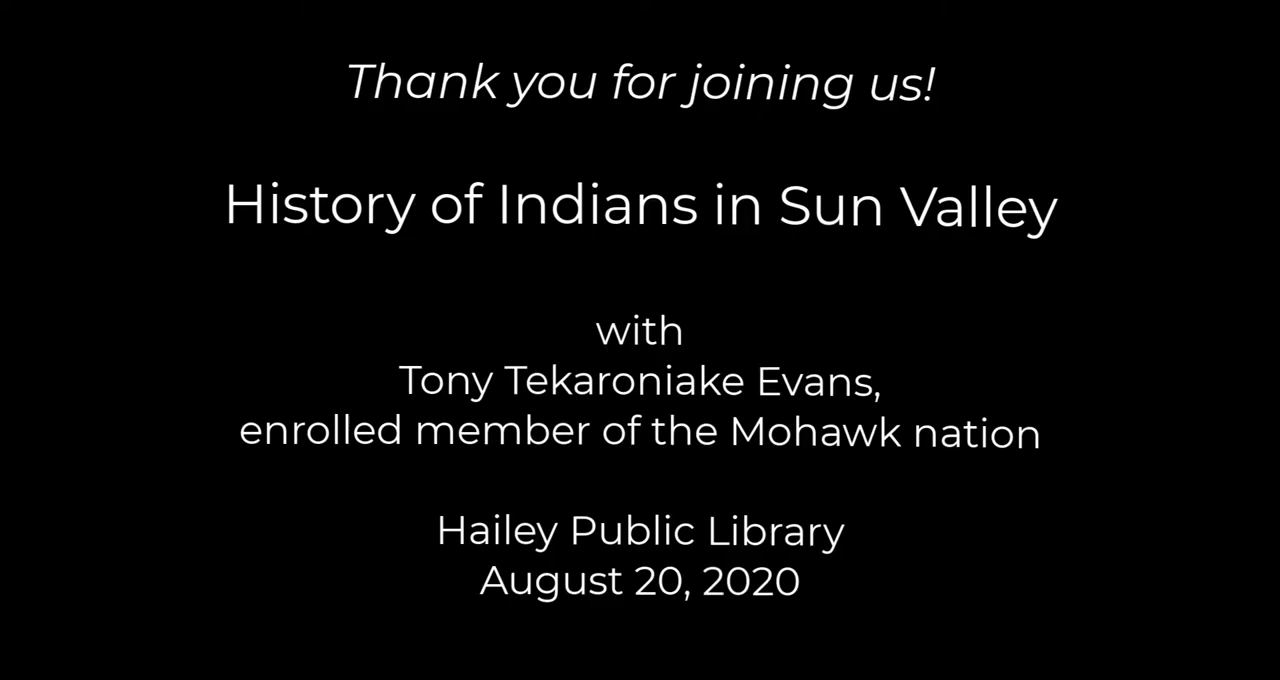 Thank you for joining us!
History of Indians in Sun Valley
with
Tony Tekaroniake Evans,
enrolled member of the Mohawk nation
Hailey Public Library
August 20, 2020